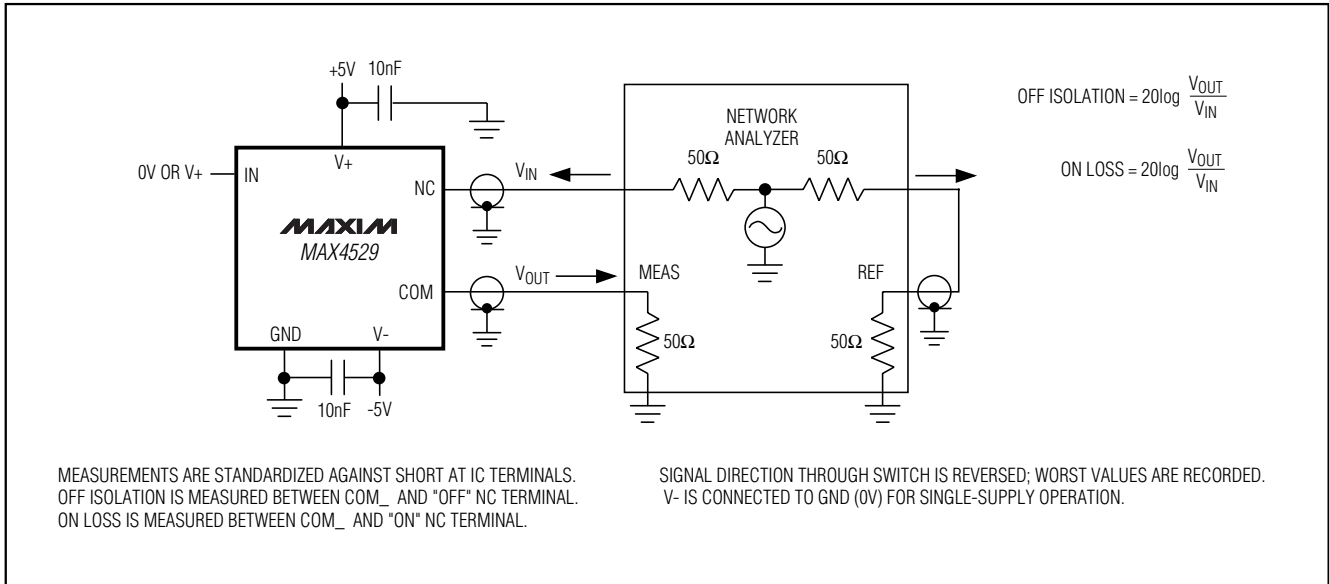 +5V
10nF
0V OR V+
IN
V+
NC
MAXIM
MAX4529
COM
GND
V-
10nF
-5V
VIN
VOUT
NETWORK
ANALYZER
50Ω
50Ω
MEAS
REF
50Ω
50Ω
OFF ISOLATION = 20log VOUT/VIN
ON LOSS = 20log VOUT/VIN
MEASUREMENTS ARE STANDARDIZED AGAINST SHORT AT IC TERMINALS.
OFF ISOLATION IS MEASURED BETWEEN COM_ AND "OFF" NC TERMINAL.
ON LOSS IS MEASURED BETWEEN COM_ AND "ON" NC TERMINAL.
SIGNAL DIRECTION THROUGH SWITCH IS REVERSED; WORST VALUES ARE RECORDED.
V- IS CONNECTED TO GND (0V) FOR SINGLE-SUPPLY OPERATION.